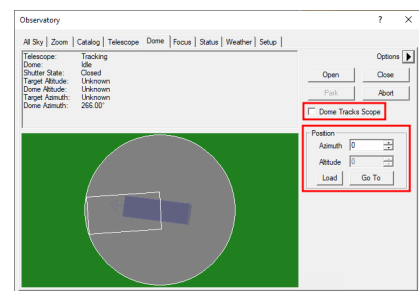 Observatory ? ×
All Sky Zoom Catalog Telescope Dome Focus Status Weather Setup
Telescope: Tracking
Dome: Idle
Shutter State: Closed
Target Altitude: Unknown
Dome Altitude: Unknown
Target Azimuth: Unknown
Dome Azimuth: 266.00°
Options
Open Close
Park Abort
Dome Tracks Scope
Position
Azimuth 0
Altitude 0
Load Go To